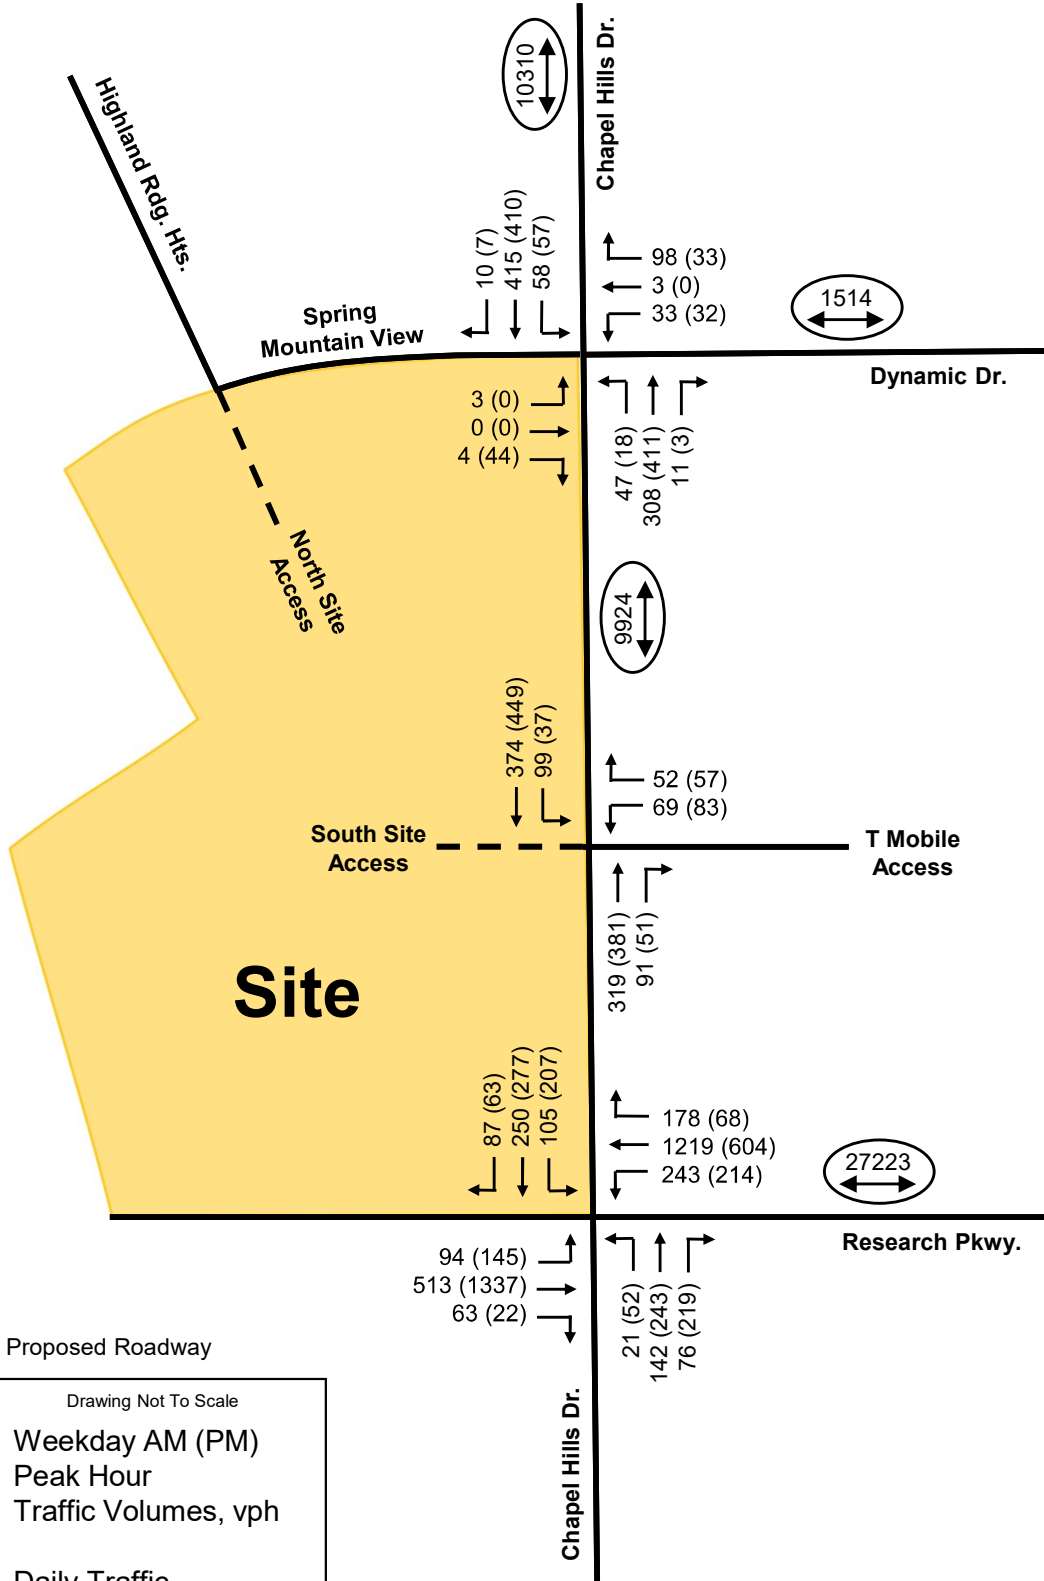 10310
Chapel Hills Dr.
Highland Rdg. Hts.
10 (7)
415 (410)
58 (57)
98 (33)
3 (0)
33 (32)
1514
Spring
Mountain View
Dynamic Dr.
3 (0)
0 (0)
4 (44)
47 (18)
308 (411)
11 (3)
North Site
Access
9924
374 (449)
99 (37)
52 (57)
69 (83)
South Site
Access
T Mobile
Access
319 (381)
91 (51)
Site
87 (63)
250 (277)
105 (207)
178 (68)
1219 (604)
243 (214)
27223
Research Pkwy.
94 (145)
513 (1337)
63 (22)
21 (52)
142 (243)
76 (219)
Proposed Roadway
Drawing Not To Scale
Weekday AM (PM)
Peak Hour
Traffic Volumes, vph
Daily Traffic
Chapel Hills Dr.